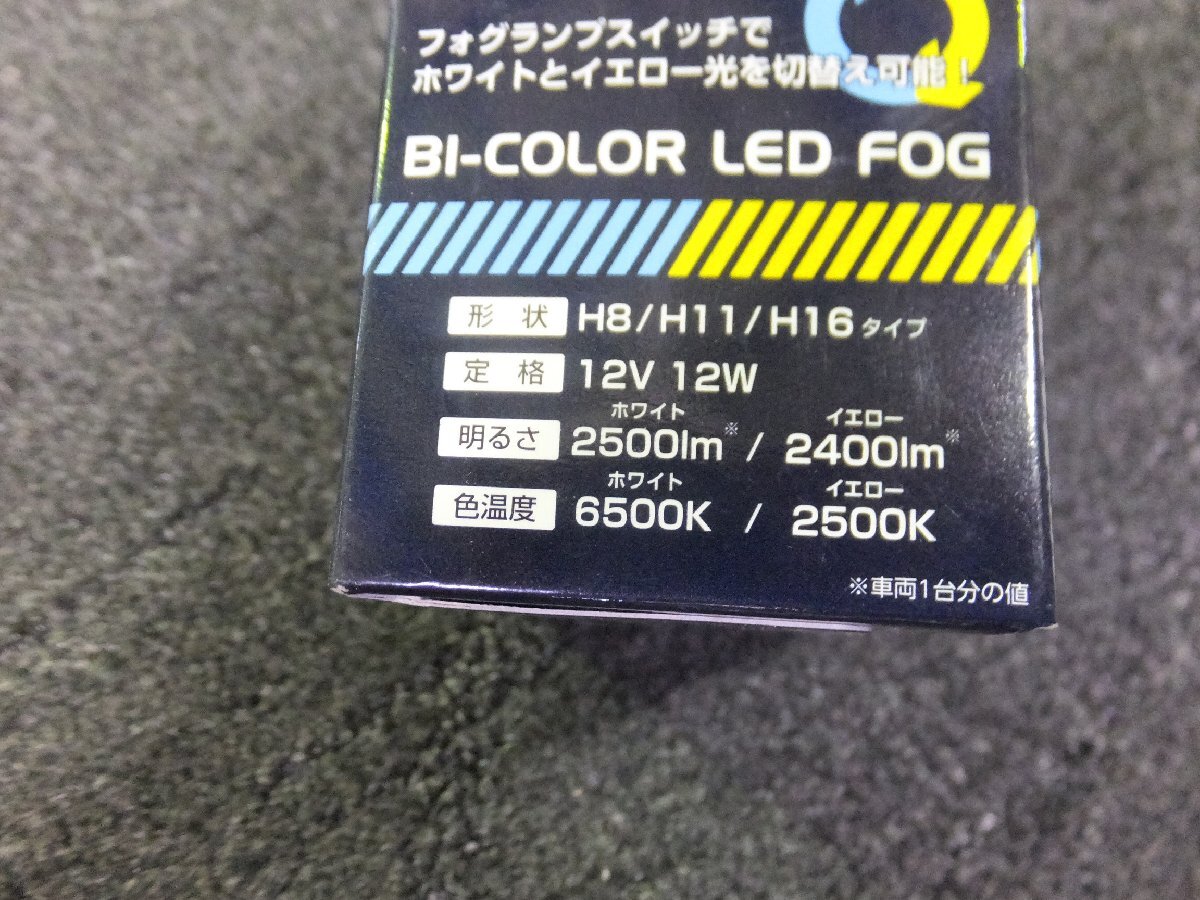 フォグランプスイッチで
ホワイトとイエロー光を切替え可能！
BI-COLOR LED FOG
形状 H8/H11/H16タイプ
定格 12V 12W
ホワイト イエロー
明るさ 2500lm※ / 2400lm※
ホワイト イエロー
色温度 6500K / 2500K
※車両1台分の値